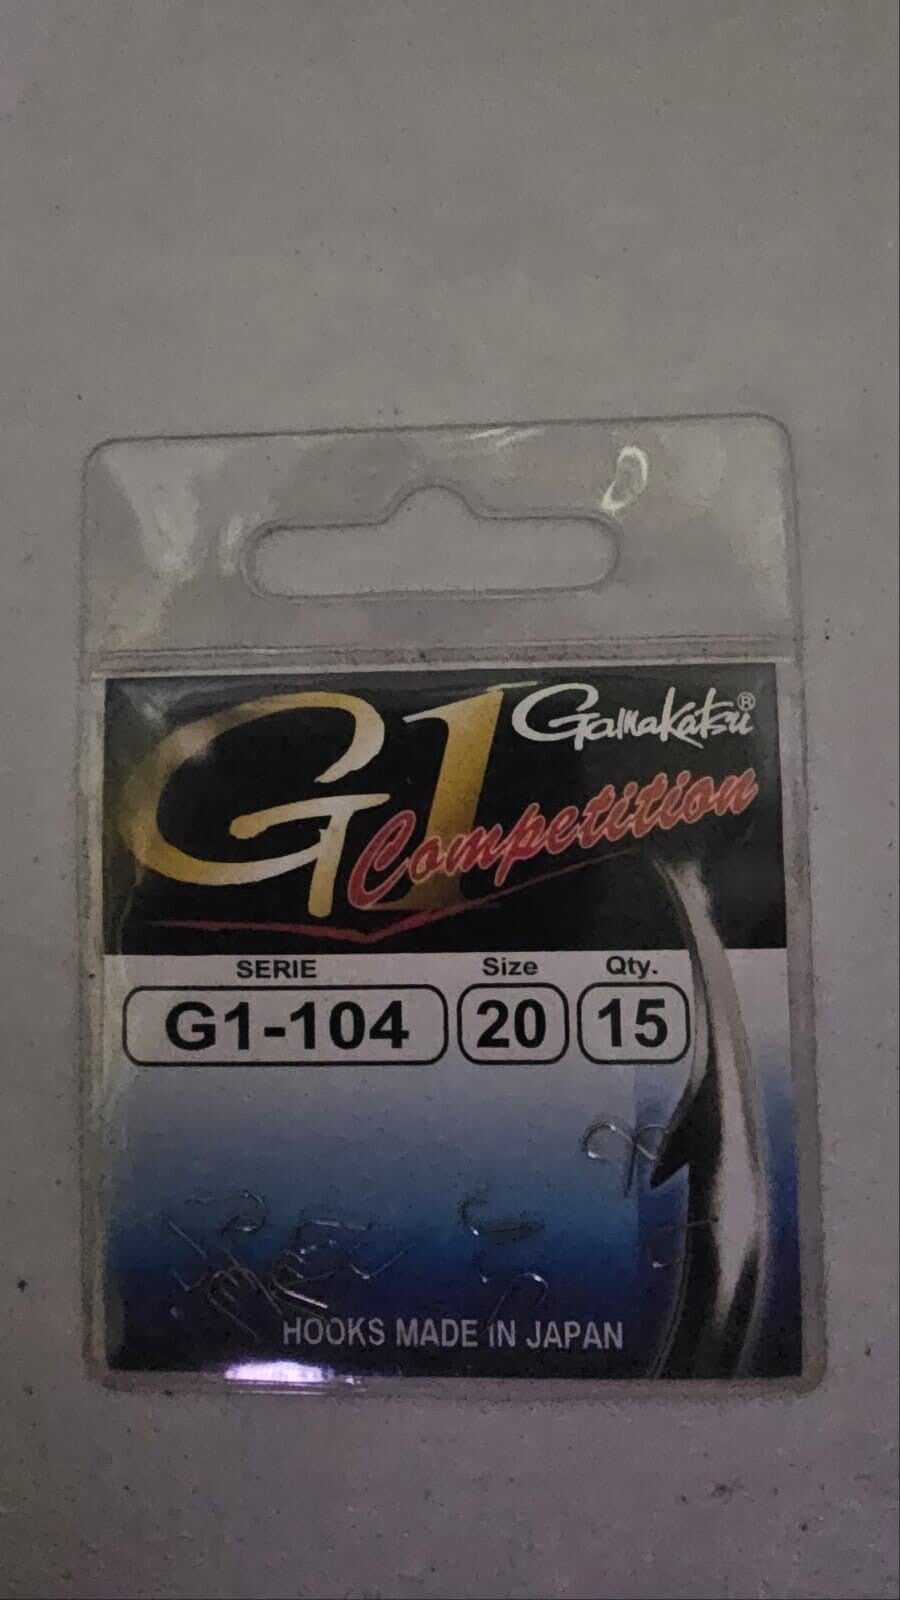 G1 Gamakatsu®
Competition
SERIE Size Qty.
G1-104 20 15
HOOKS MADE IN JAPAN